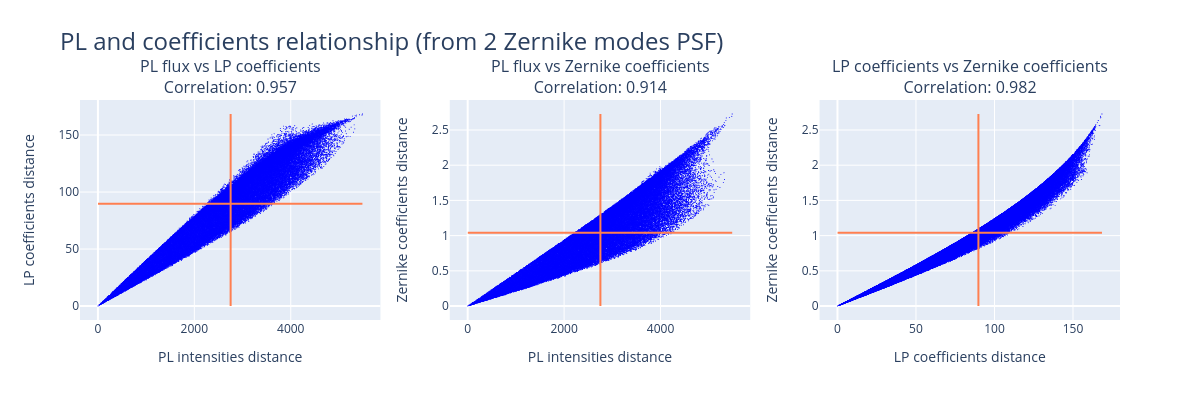 PL and coefficients relationship (from 2 Zernike modes PSF)
PL flux vs LP coefficients
Correlation: 0.957
LP coefficients distance
150
100
50
0
0 2000 4000
PL intensities distance
PL flux vs Zernike coefficients
Correlation: 0.914
Zernike coefficients distance
2.5
2
1.5
1
0.5
0
0 2000 4000
PL intensities distance
LP coefficients vs Zernike coefficients
Correlation: 0.982
Zernike coefficients distance
2.5
2
1.5
1
0.5
0
0 50 100 150
LP coefficients distance